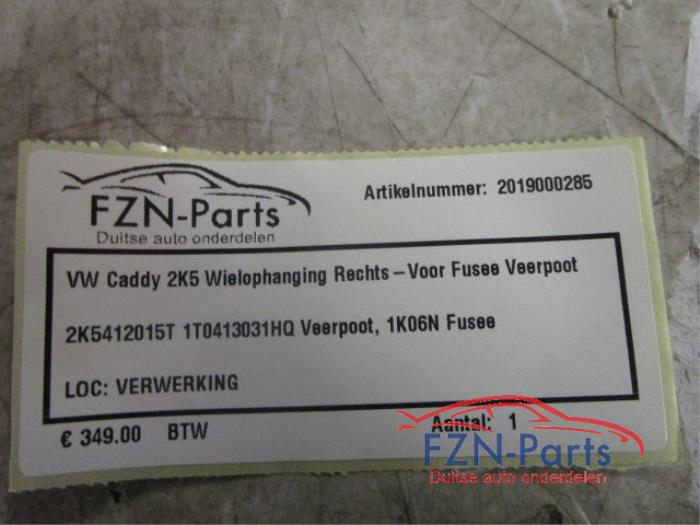 FZN-Parts
Duitse auto onderdelen
Artikelnummer: 2019000285
VW Caddy 2K5 Wielophanging Rechts-Voor Fusee Veerpoot
2K5412015T 1T0413031HQ Veerpoot, 1K06N Fusee
LOC: VERWERKING
€ 349.00 BTW
Aantal: 1
FZN-Parts
Duitse auto onderdelen